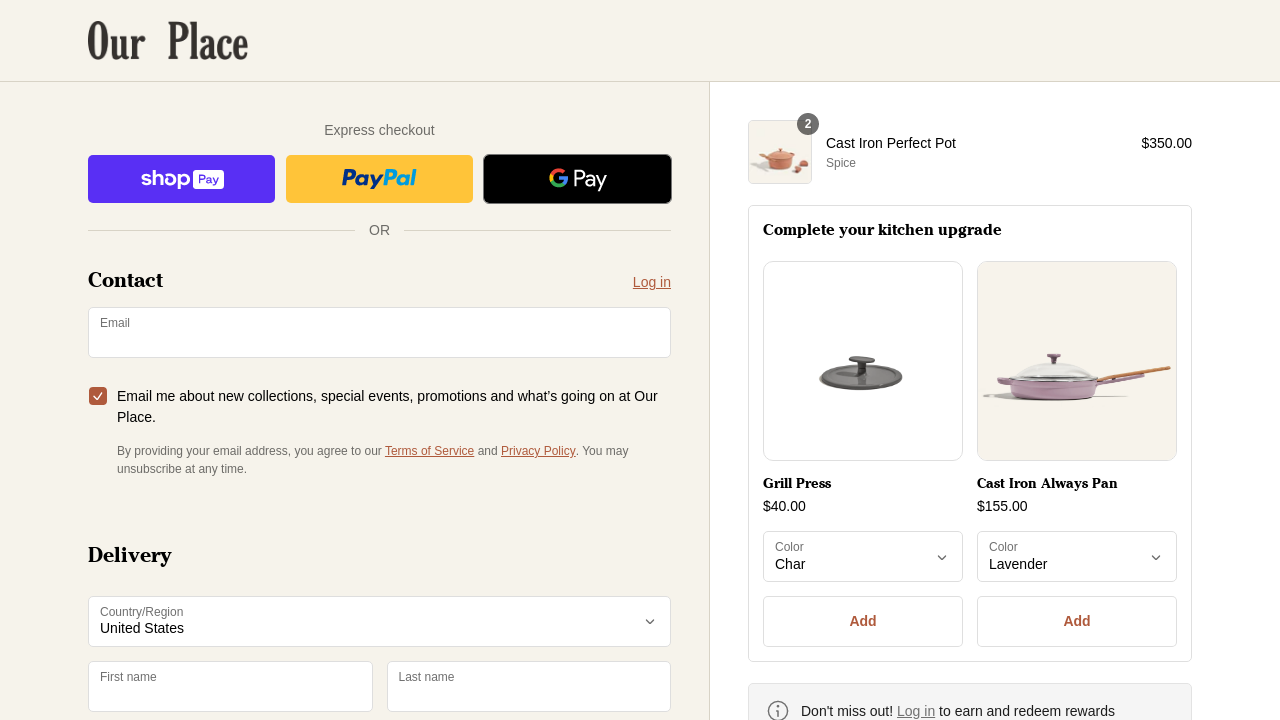 Our Place
Express checkout
shop Pay
PayPal
G Pay
OR
Contact
Log in
Email
Email me about new collections, special events, promotions and what's going on at Our
Place.
By providing your email address, you agree to our Terms of Service and Privacy Policy. You may
unsubscribe at any time.
Delivery
Country/Region
United States
First name
Last name
2
Cast Iron Perfect Pot
$350.00
Spice
Complete your kitchen upgrade
Grill Press
$40.00
Color
Char
Add
Cast Iron Always Pan
$155.00
Color
Lavender
Add
Don't miss out! Log in to earn and redeem rewards